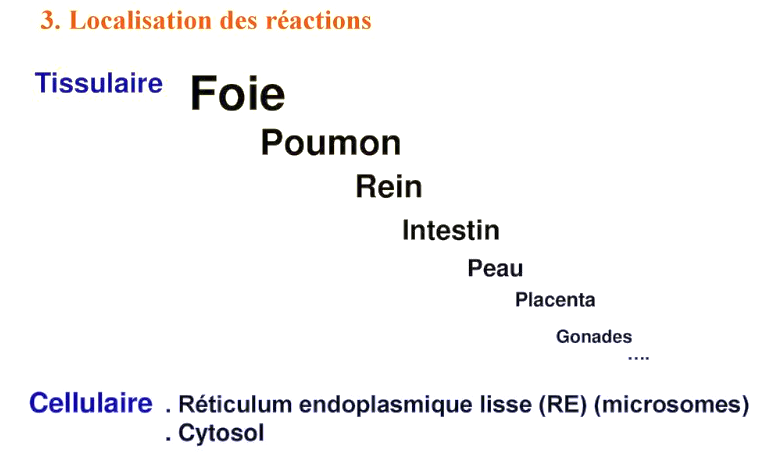 3. Localisation des réactions
Tissulaire Foie
Poumon
Rein
Intestin
Peau
Placenta
Gonades
....
Cellulaire . Réticulum endoplasmique lisse (RE) (microsomes)
. Cytosol